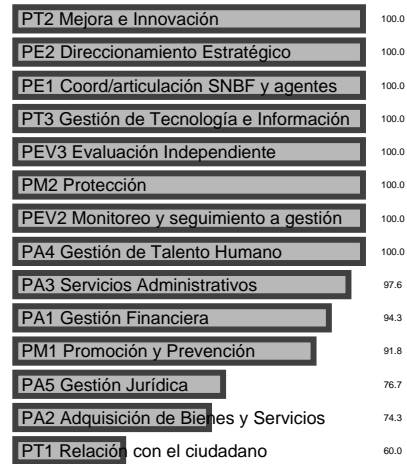 PT2 Mejora e Innovación 100.0
PE2 Direccionamiento Estratégico 100.0
PE1 Coord/articulación SNBF y agentes 100.0
PT3 Gestión de Tecnología e Información 100.0
PEV3 Evaluación Independiente 100.0
PM2 Protección 100.0
PEV2 Monitoreo y seguimiento a gestión 100.0
PA4 Gestión de Talento Humano 100.0
PA3 Servicios Administrativos 97.6
PA1 Gestión Financiera 94.3
PM1 Promoción y Prevención 91.8
PA5 Gestión Jurídica 76.7
PA2 Adquisición de Bienes y Servicios 74.3
PT1 Relación con el ciudadano 60.0